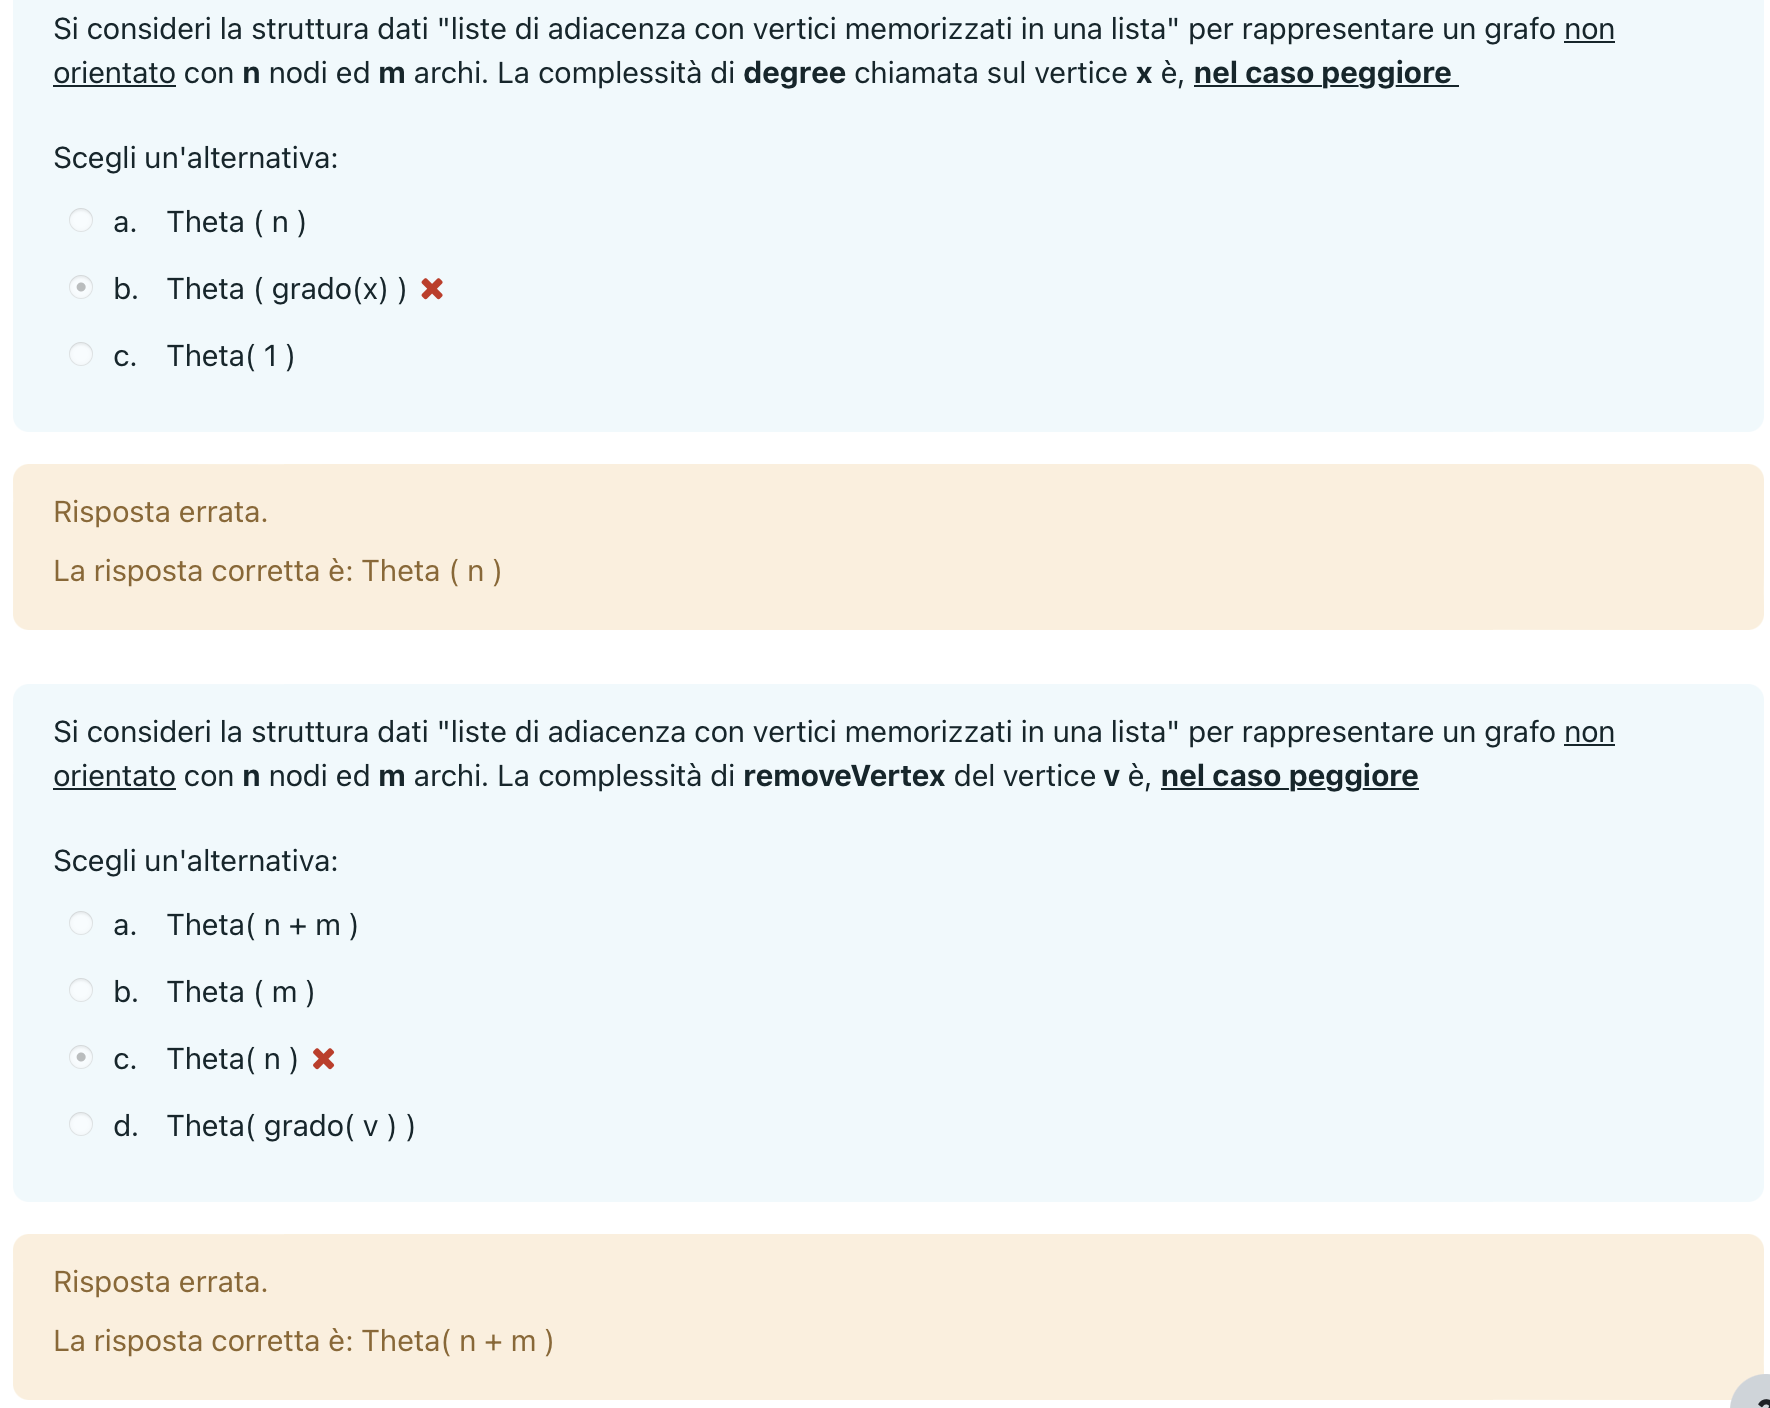 Si consideri la struttura dati "liste di adiacenza con vertici memorizzati in una lista" per rappresentare un grafo non
orientato con n nodi ed m archi. La complessità di degree chiamata sul vertice x è, nel caso peggiore
Scegli un'alternativa:
a. Theta ( n )
b. Theta ( grado(x) )
c. Theta( 1 )
Risposta errata.
La risposta corretta è: Theta ( n )
Si consideri la struttura dati "liste di adiacenza con vertici memorizzati in una lista" per rappresentare un grafo non
orientato con n nodi ed m archi. La complessità di removeVertex del vertice v è, nel caso peggiore
Scegli un'alternativa:
a. Theta( n + m )
b. Theta ( m )
c. Theta( n )
d. Theta( grado( v ) )
Risposta errata.
La risposta corretta è: Theta( n + m )